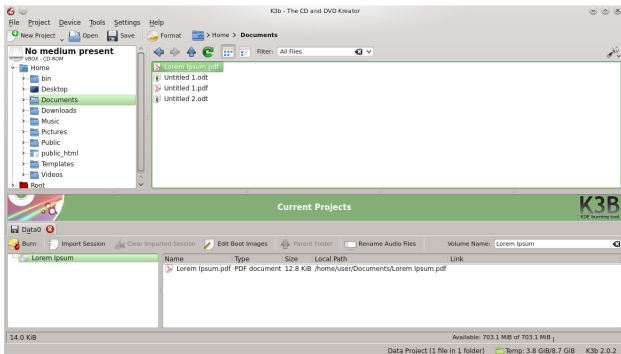 K3b - The CD and DVD Kreator
File Project Device Tools Settings Help
New Project Open Save Format > Home > Documents
No medium present
VBOX - CD-ROM
Filter: All Files
Home
bin
Desktop
Documents
Downloads
Music
Pictures
Public
public_html
Templates
Videos
Root
Lorem Ipsum.pdf
Untitled 1.odt
Untitled 1.pdf
Untitled 2.odt
Current Projects
K3B
KDE burning tool
Data0
Burn Import Session Clear Imported Session Edit Boot Images Parent Folder Rename Audio Files Volume Name: Lorem Ipsum
Lorem Ipsum
Name Type Size Local Path Link
Lorem Ipsum.pdf PDF document 12.8 KiB /home/user/Documents/Lorem Ipsum.pdf
14.0 KiB
Available: 703.1 MiB of 703.1 MiB
Data Project (1 file in 1 folder) Temp: 3.8 GiB/8.7 GiB K3b 2.0.2